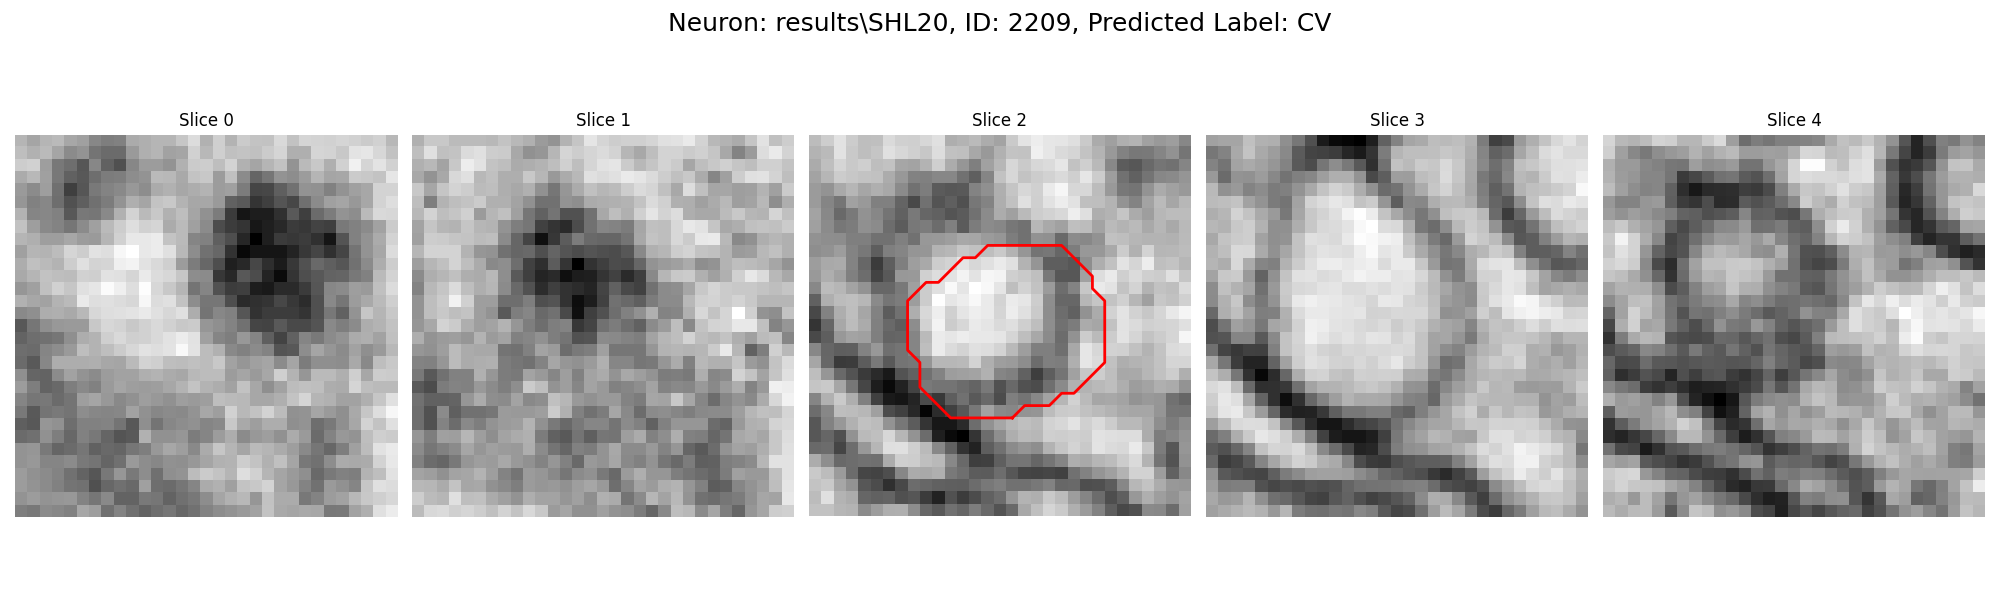 Neuron: results\SHL20, ID: 2209, Predicted Label: CV
Slice 0
Slice 1
Slice 2
Slice 3
Slice 4